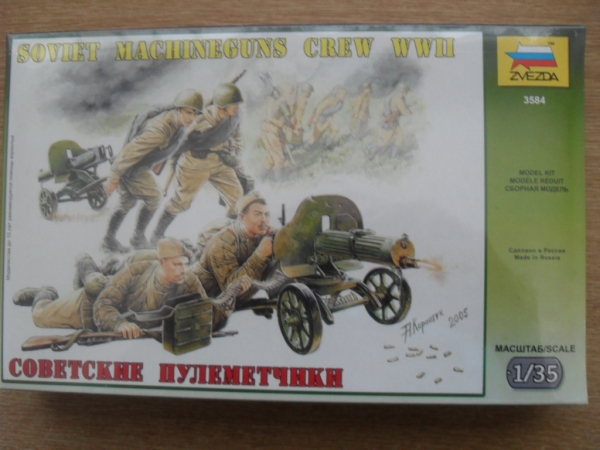 SOVIET MACHINEGUNS CREW WWII
ZVEZDA
3584
MODEL KIT
MODELE REDUIT
СБОРНАЯ МОДЕЛЬ
Сделано в России
Made in Russia
2005
МАСШТАБ/SCALE
1/35
СОВЕТСКИЕ ПУЛЕМЕТЧИКИ